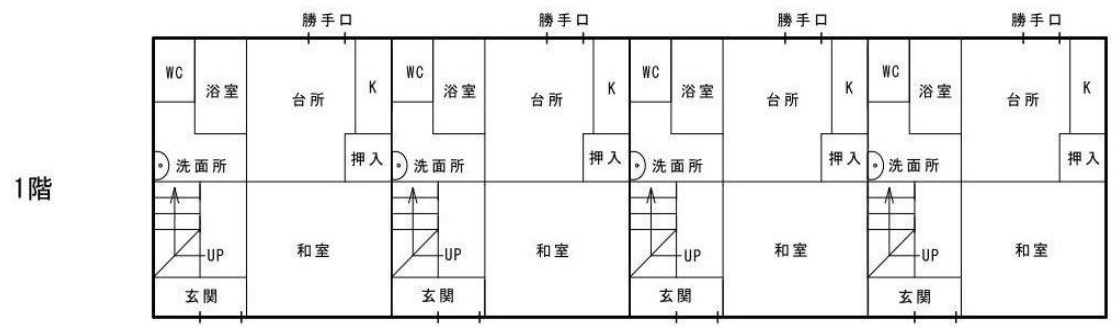 勝手口 勝手口 勝手口 勝手口
WC 浴室 台所 K WC 浴室 台所 K WC 浴室 台所 K WC 浴室 台所 K
洗面所 押入 洗面所 押入 洗面所 押入 洗面所 押入
1階
UP 和室 UP 和室 UP 和室 UP 和室
玄関 玄関 玄関 玄関